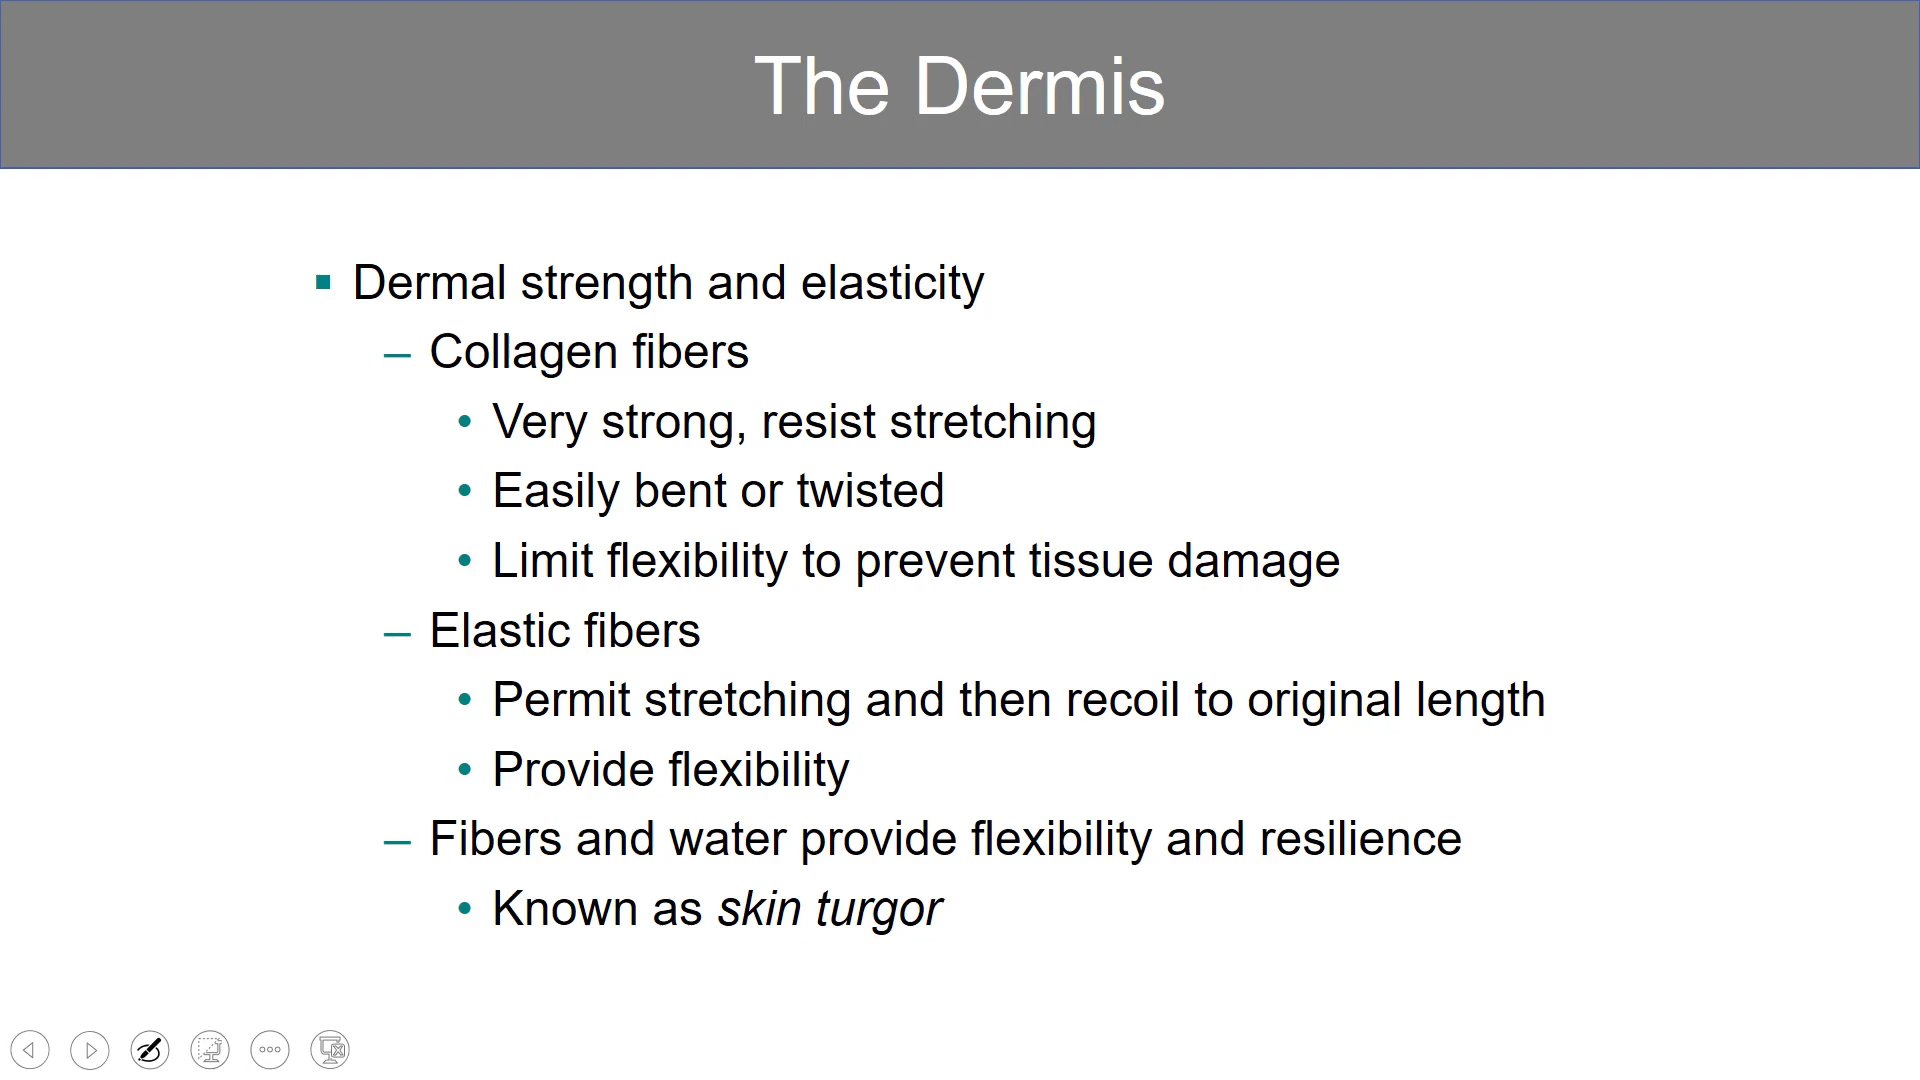 The Dermis
▪ Dermal strength and elasticity
– Collagen fibers
• Very strong, resist stretching
• Easily bent or twisted
• Limit flexibility to prevent tissue damage
– Elastic fibers
• Permit stretching and then recoil to original length
• Provide flexibility
– Fibers and water provide flexibility and resilience
• Known as skin turgor